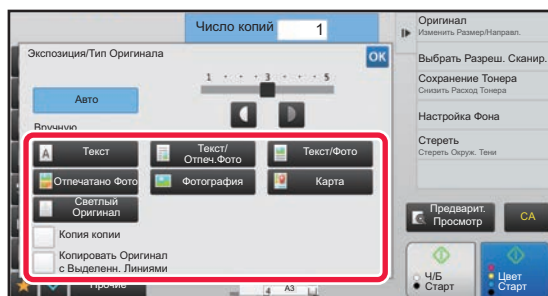 Число копий 1
Экспозиция/Тип Оригинала
OK
1 3 5
Авто
Вручную
A Текст
Текст/
Отпеч.Фото
Текст/Фото
Отпечатано Фото
Фотография
Карта
Светлый
Оригинал
Копия копии
Копировать Оригинал
с Выделенн. Линиями
Прочие
4 A3
Оригинал
Изменить Размер/Направл.
Выбрать Разреш. Сканир.
Сохранение Тонера
Снизить Расход Тонера
Настройка Фона
Стереть
Стереть Окруж. Тени
Предварит.
Просмотр
CA
Ч/Б
Старт
Цвет
Старт